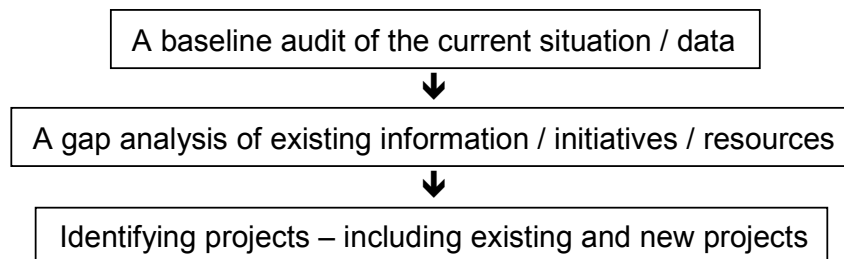 A baseline audit of the current situation / data
A gap analysis of existing information / initiatives / resources
Identifying projects – including existing and new projects